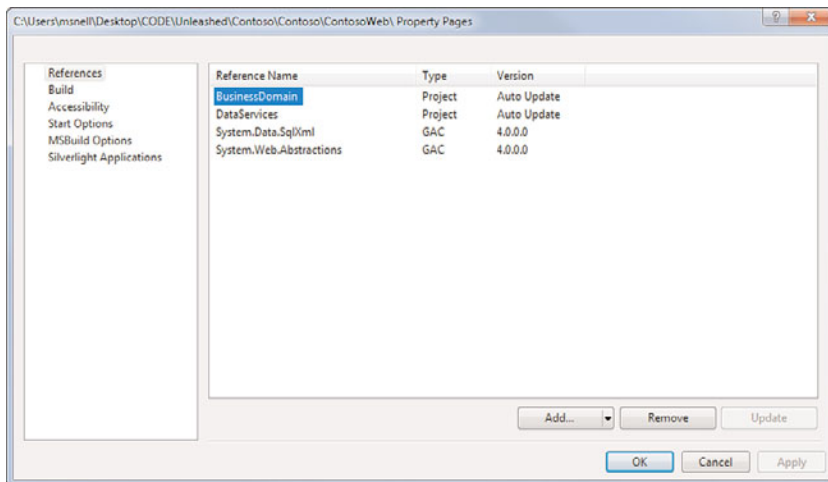 C:\Users\msnell\Desktop\CODE\Unleashed\Contoso\Contoso\ContosoWeb\ Property Pages
References
Build
Accessibility
Start Options
MSBuild Options
Silverlight Applications
Reference Name Type Version
BusinessDomain Project Auto Update
DataServices Project Auto Update
System.Data.SqlXml GAC 4.0.0.0
System.Web.Abstractions GAC 4.0.0.0
Add... Remove Update
OK Cancel Apply